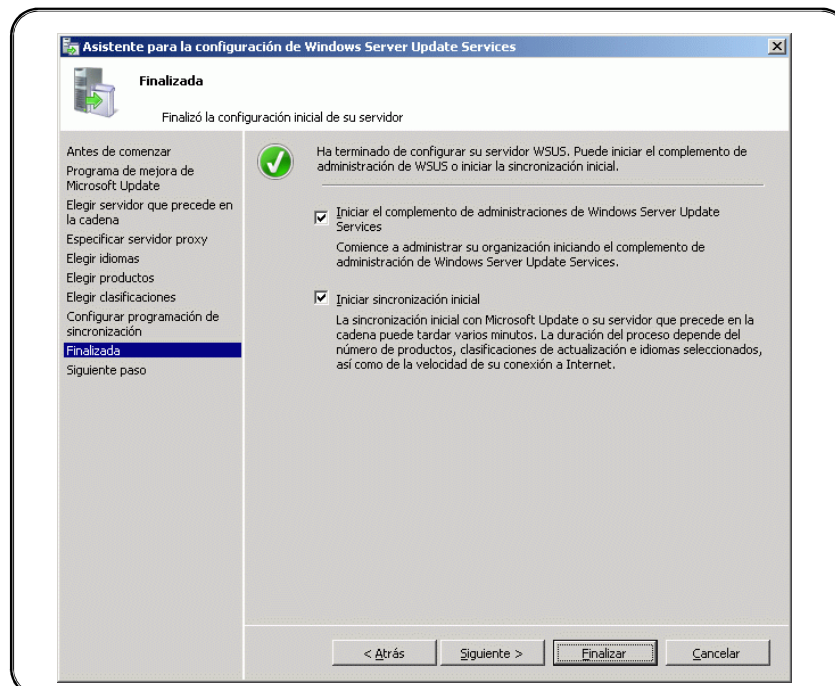 Asistente para la configuración de Windows Server Update Services
Finalizada
Finalizó la configuración inicial de su servidor
Antes de comenzar
Programa de mejora de
Microsoft Update
Elegir servidor que precede en
la cadena
Especificar servidor proxy
Elegir idiomas
Elegir productos
Elegir clasificaciones
Configurar programación de
sincronización
Finalizada
Siguiente paso
Ha terminado de configurar su servidor WSUS. Puede iniciar el complemento de
administración de WSUS o iniciar la sincronización inicial.
Iniciar el complemento de administraciones de Windows Server Update
Services
Comience a administrar su organización iniciando el complemento de
administración de Windows Server Update Services.
Iniciar sincronización inicial
La sincronización inicial con Microsoft Update o su servidor que precede en la
cadena puede tardar varios minutos. La duración del proceso depende del
número de productos, clasificaciones de actualización e idiomas seleccionados,
así como de la velocidad de su conexión a Internet.
< Atrás
Siguiente >
Finalizar
Cancelar